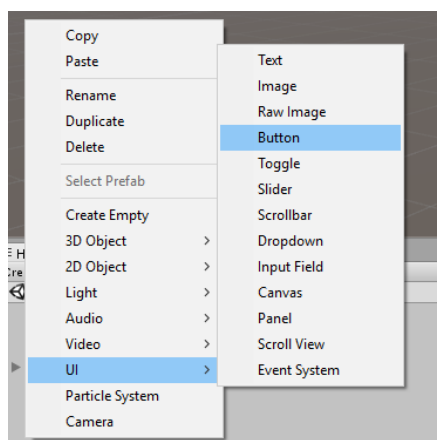 Copy
Paste
Rename
Duplicate
Delete
Select Prefab
Create Empty
3D Object
2D Object
Light
Audio
Video
UI
Particle System
Camera
Text
Image
Raw Image
Button
Toggle
Slider
Scrollbar
Dropdown
Input Field
Canvas
Panel
Scroll View
Event System